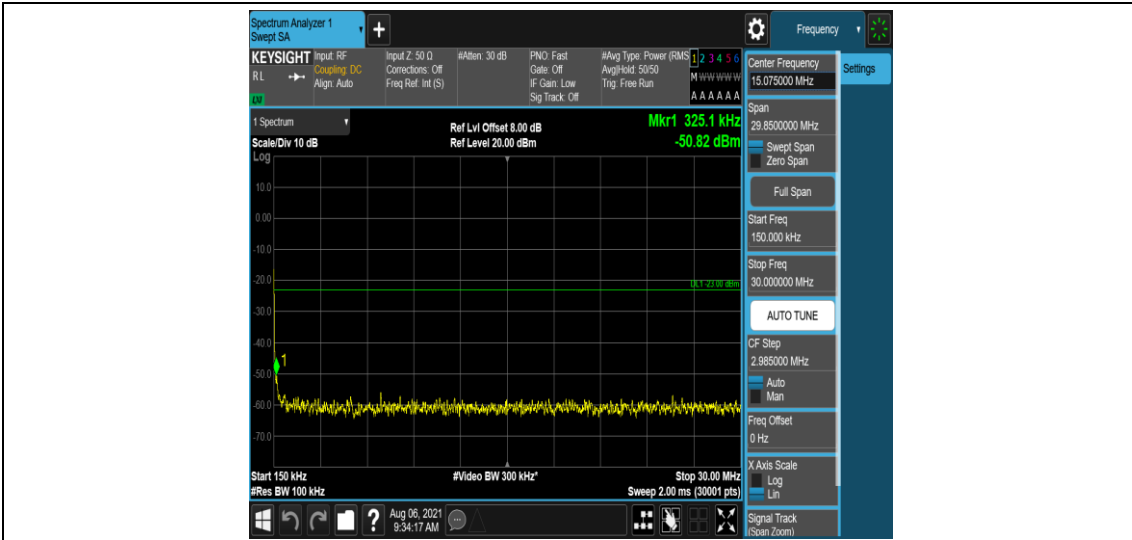 Spectrum Analyzer 1
Swept SA
+
Frequency
KEYSIGHT
RL
LXI
Input: RF
Coupling: DC
Align: Auto
Input Z: 50 Ω
Corrections: Off
Freq Ref: Int (S)
#Atten: 30 dB
PNO: Fast
Gate: Off
IF Gain: Low
Sig Track: Off
#Avg Type: Power (RMS
Avg|Hold: 50/50
Trig: Free Run
1 2 3 4 5 6
M W W W W W
A A A A A A
1 Spectrum
Scale/Div 10 dB
Log
Ref Lvl Offset 8.00 dB
Ref Level 20.00 dBm
Mkr1 325.1 kHz
-50.82 dBm
10.0
0.00
-10.0
-20.0
DL1 -23.00 dBm
-30.0
-40.0
1
-50.0
-60.0
-70.0
Start 150 kHz
#Res BW 100 kHz
#Video BW 300 kHz*
Stop 30.00 MHz
Sweep 2.00 ms (30001 pts)
?
Aug 06, 2021
9:34:17 AM
Center Frequency
15.075000 MHz
Settings
Span
29.8500000 MHz
Swept Span
Zero Span
Full Span
Start Freq
150.000 kHz
Stop Freq
30.000000 MHz
AUTO TUNE
CF Step
2.985000 MHz
Auto
Man
Freq Offset
0 Hz
X Axis Scale
Log
Lin
Signal Track
(Span Zoom)